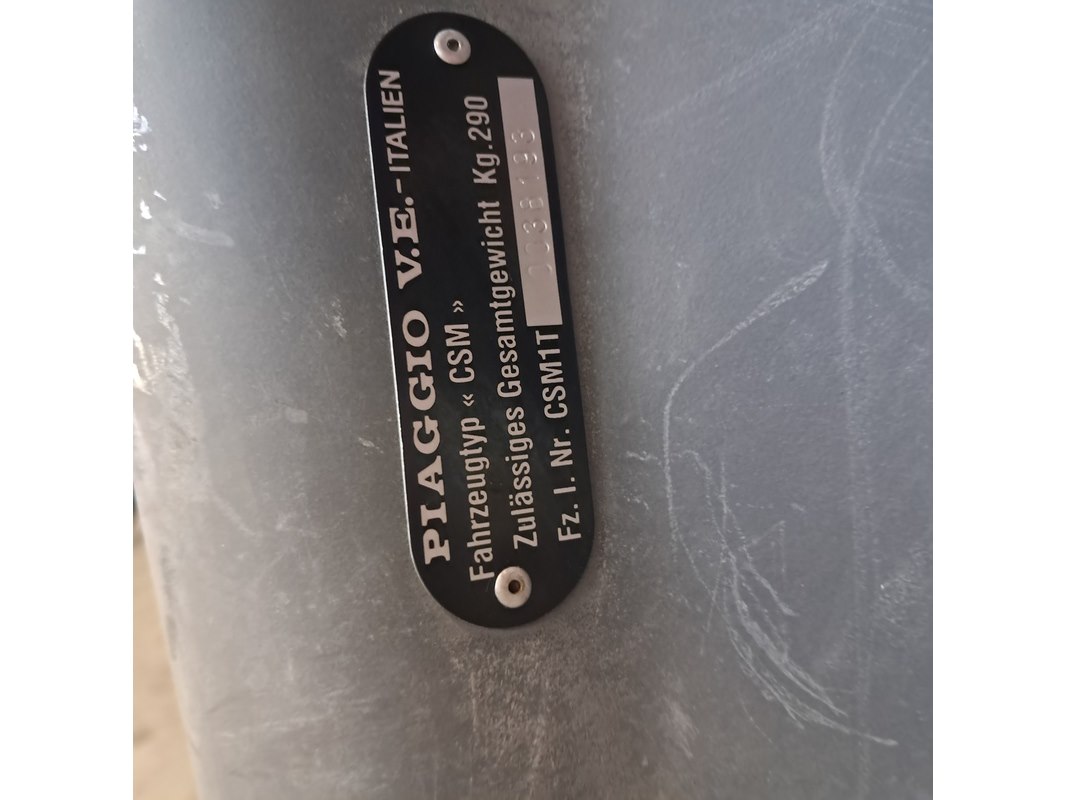 PIAGGIO V.E. – ITALIEN
Fahrzeugtyp « CSM »
Zulässiges Gesamtgewicht Kg. 290
Fz. I. Nr. CSM1T